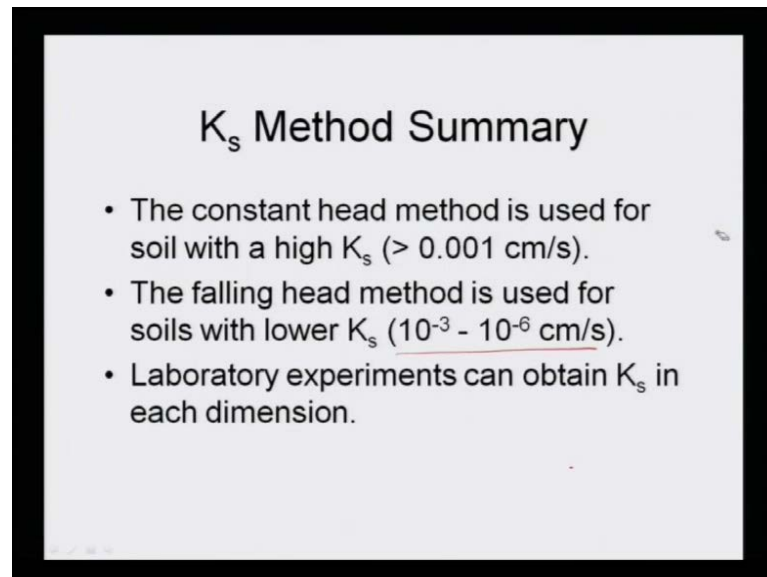 Kₛ Method Summary
• The constant head method is used for
soil with a high Kₛ (> 0.001 cm/s).
• The falling head method is used for
soils with lower Kₛ (10⁻³ - 10⁻⁶ cm/s).
• Laboratory experiments can obtain Kₛ in
each dimension.